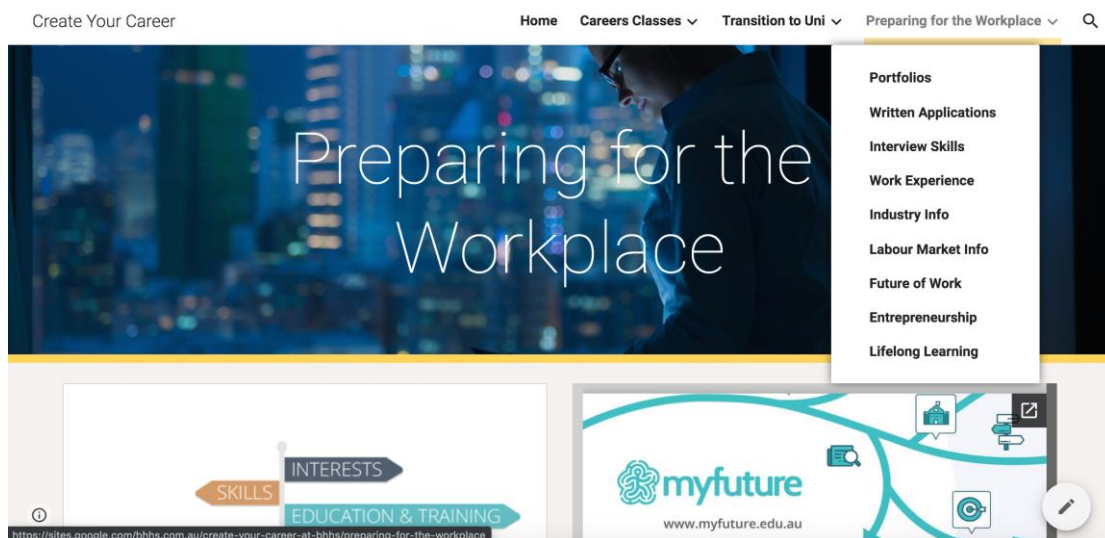 Create Your Career
Home Careers Classes Transition to Uni Preparing for the Workplace
Portfolios
Written Applications
Interview Skills
Work Experience
Industry Info
Labour Market Info
Future of Work
Entrepreneurship
Lifelong Learning
Preparing for the
Workplace
INTERESTS
SKILLS
EDUCATION & TRAINING
myfuture
www.myfuture.edu.au
https://sites.google.com/bhhs.com.au/create-your-career-at-bhhs/preparing-for-the-workplace